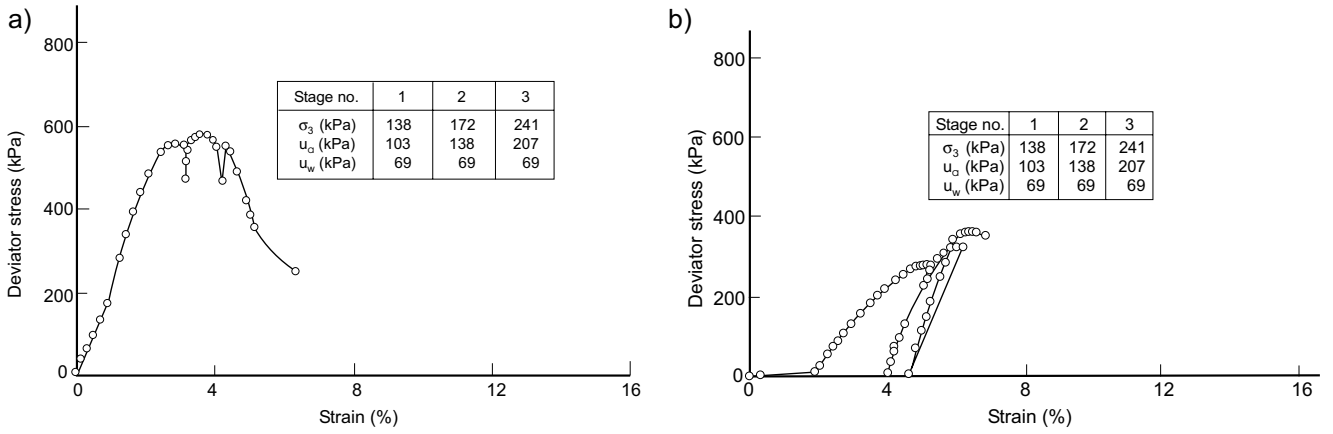 a)
800
600
400
200
0
Deviator stress (kPa)
Stage no. 1 2 3
σ3 (kPa) 138 172 241
uɑ (kPa) 103 138 207
uw (kPa) 69 69 69
0 4 8 12 16
Strain (%)
b)
800
600
400
200
0
Deviator stress (kPa)
Stage no. 1 2 3
σ3 (kPa) 138 172 241
uɑ (kPa) 103 138 207
uw (kPa) 69 69 69
0 4 8 12 16
Strain (%)